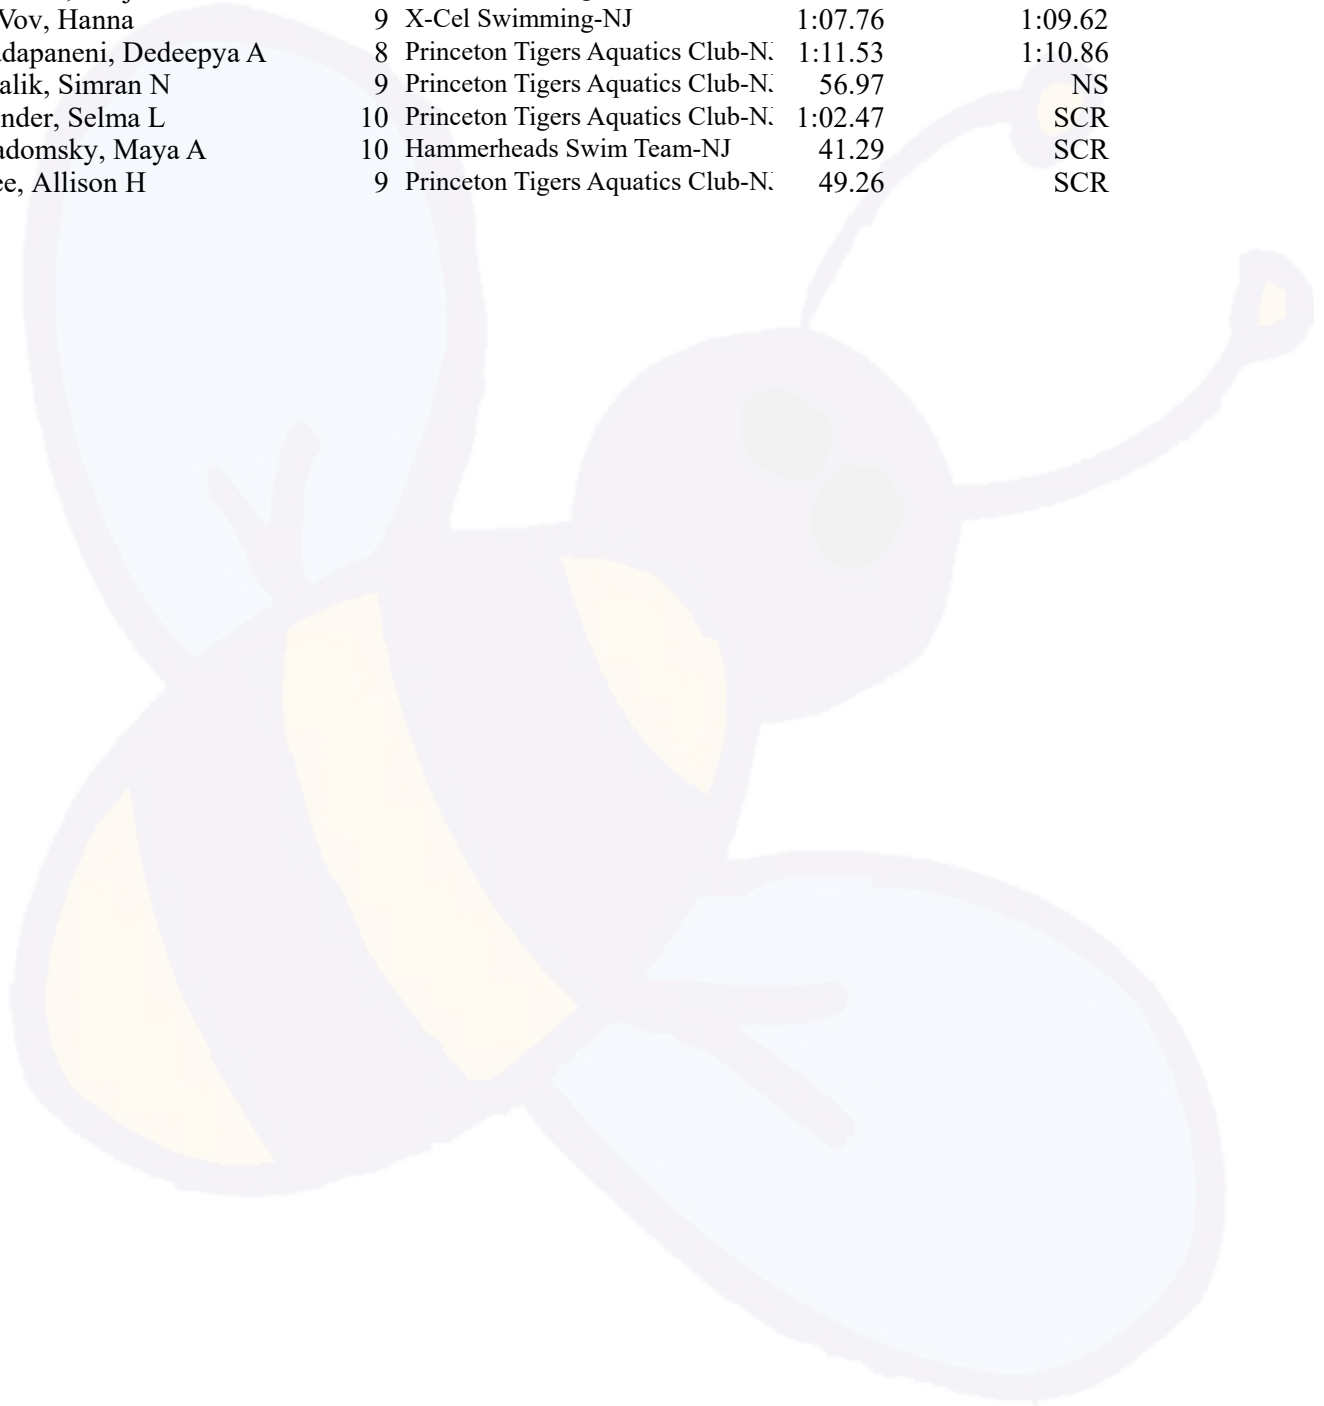 Vov, Hanna 9 X-Cel Swimming-NJ 1:07.76 1:09.62
dapaneni, Dedeepya A 8 Princeton Tigers Aquatics Club-N 1:11.53 1:10.86
alik, Simran N 9 Princeton Tigers Aquatics Club-N 56.97 NS
nder, Selma L 10 Princeton Tigers Aquatics Club-N 1:02.47 SCR
adomsky, Maya A 10 Hammerheads Swim Team-NJ 41.29 SCR
ee, Allison H 9 Princeton Tigers Aquatics Club-N 49.26 SCR